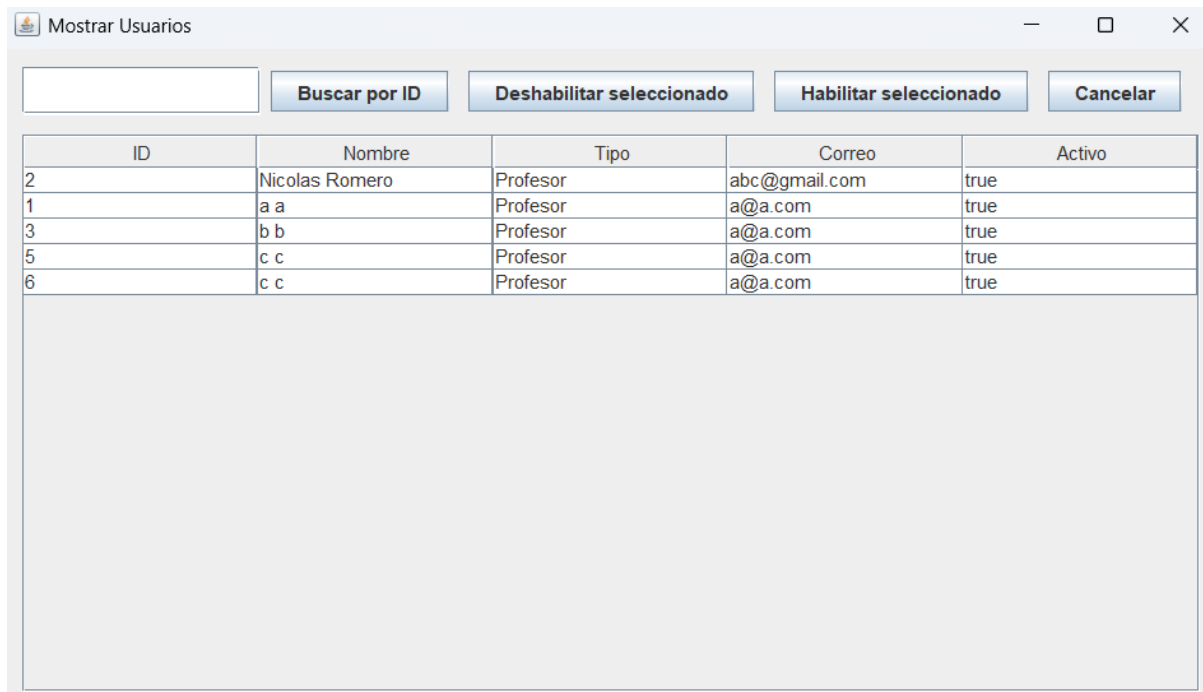 Mostrar Usuarios
Buscar por ID Deshabilitar seleccionado Habilitar seleccionado Cancelar
ID Nombre Tipo Correo Activo
2 Nicolas Romero Profesor abc@gmail.com true
1 a a Profesor a@a.com true
3 b b Profesor a@a.com true
5 c c Profesor a@a.com true
6 c c Profesor a@a.com true